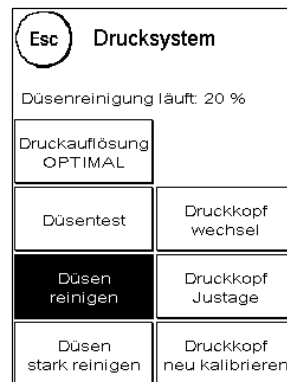 Esc Drucksystem
Düsenreinigung läuft: 20 %
Druckauflösung
OPTIMAL
Düsentest
Druckkopf
wechsel
Düsen
reinigen
Druckkopf
Justage
Düsen
stark reinigen
Druckkopf
neu kalibrieren